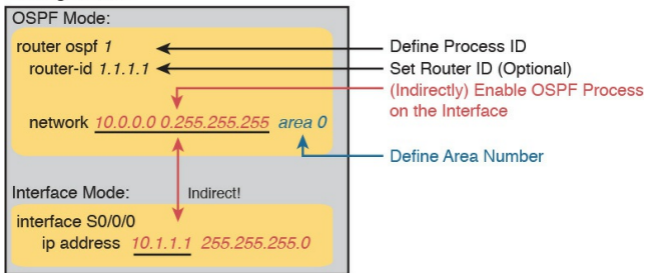 OSPF Mode:
router ospf 1
Define Process ID
router-id 1.1.1.1
Set Router ID (Optional)
(Indirectly) Enable OSPF Process
on the Interface
network 10.0.0.0 0.255.255.255 area 0
Define Area Number
Interface Mode:
Indirect!
interface S0/0/0
ip address 10.1.1.1 255.255.255.0